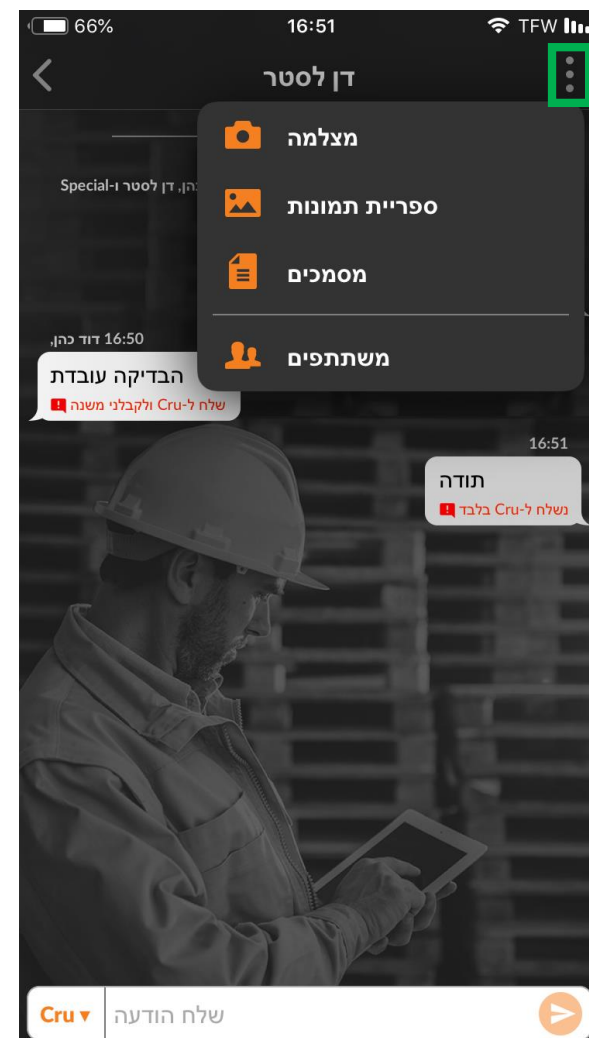 66%
16:51
TFW
דן לסטר
מצלמה
ספריית תמונות
מסמכים
משתתפים
הן, דן לסטר ו-Special
16:50 דוד כהן,
הבדיקה עובדת
שלח ל-Cru ולקבלני משנה
16:51
תודה
נשלח ל-Cru בלבד
Cru ▾
שלח הודעה